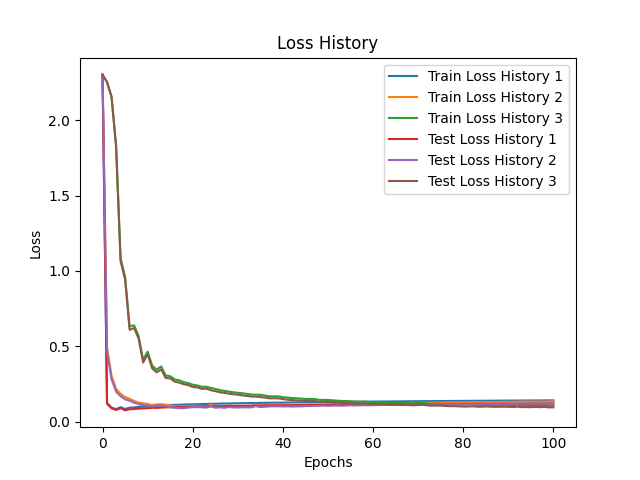 Loss History
Train Loss History 1
Train Loss History 2
Train Loss History 3
Test Loss History 1
Test Loss History 2
Test Loss History 3
Loss
2.0
1.5
1.0
0.5
0.0
0 20 40 60 80 100
Epochs